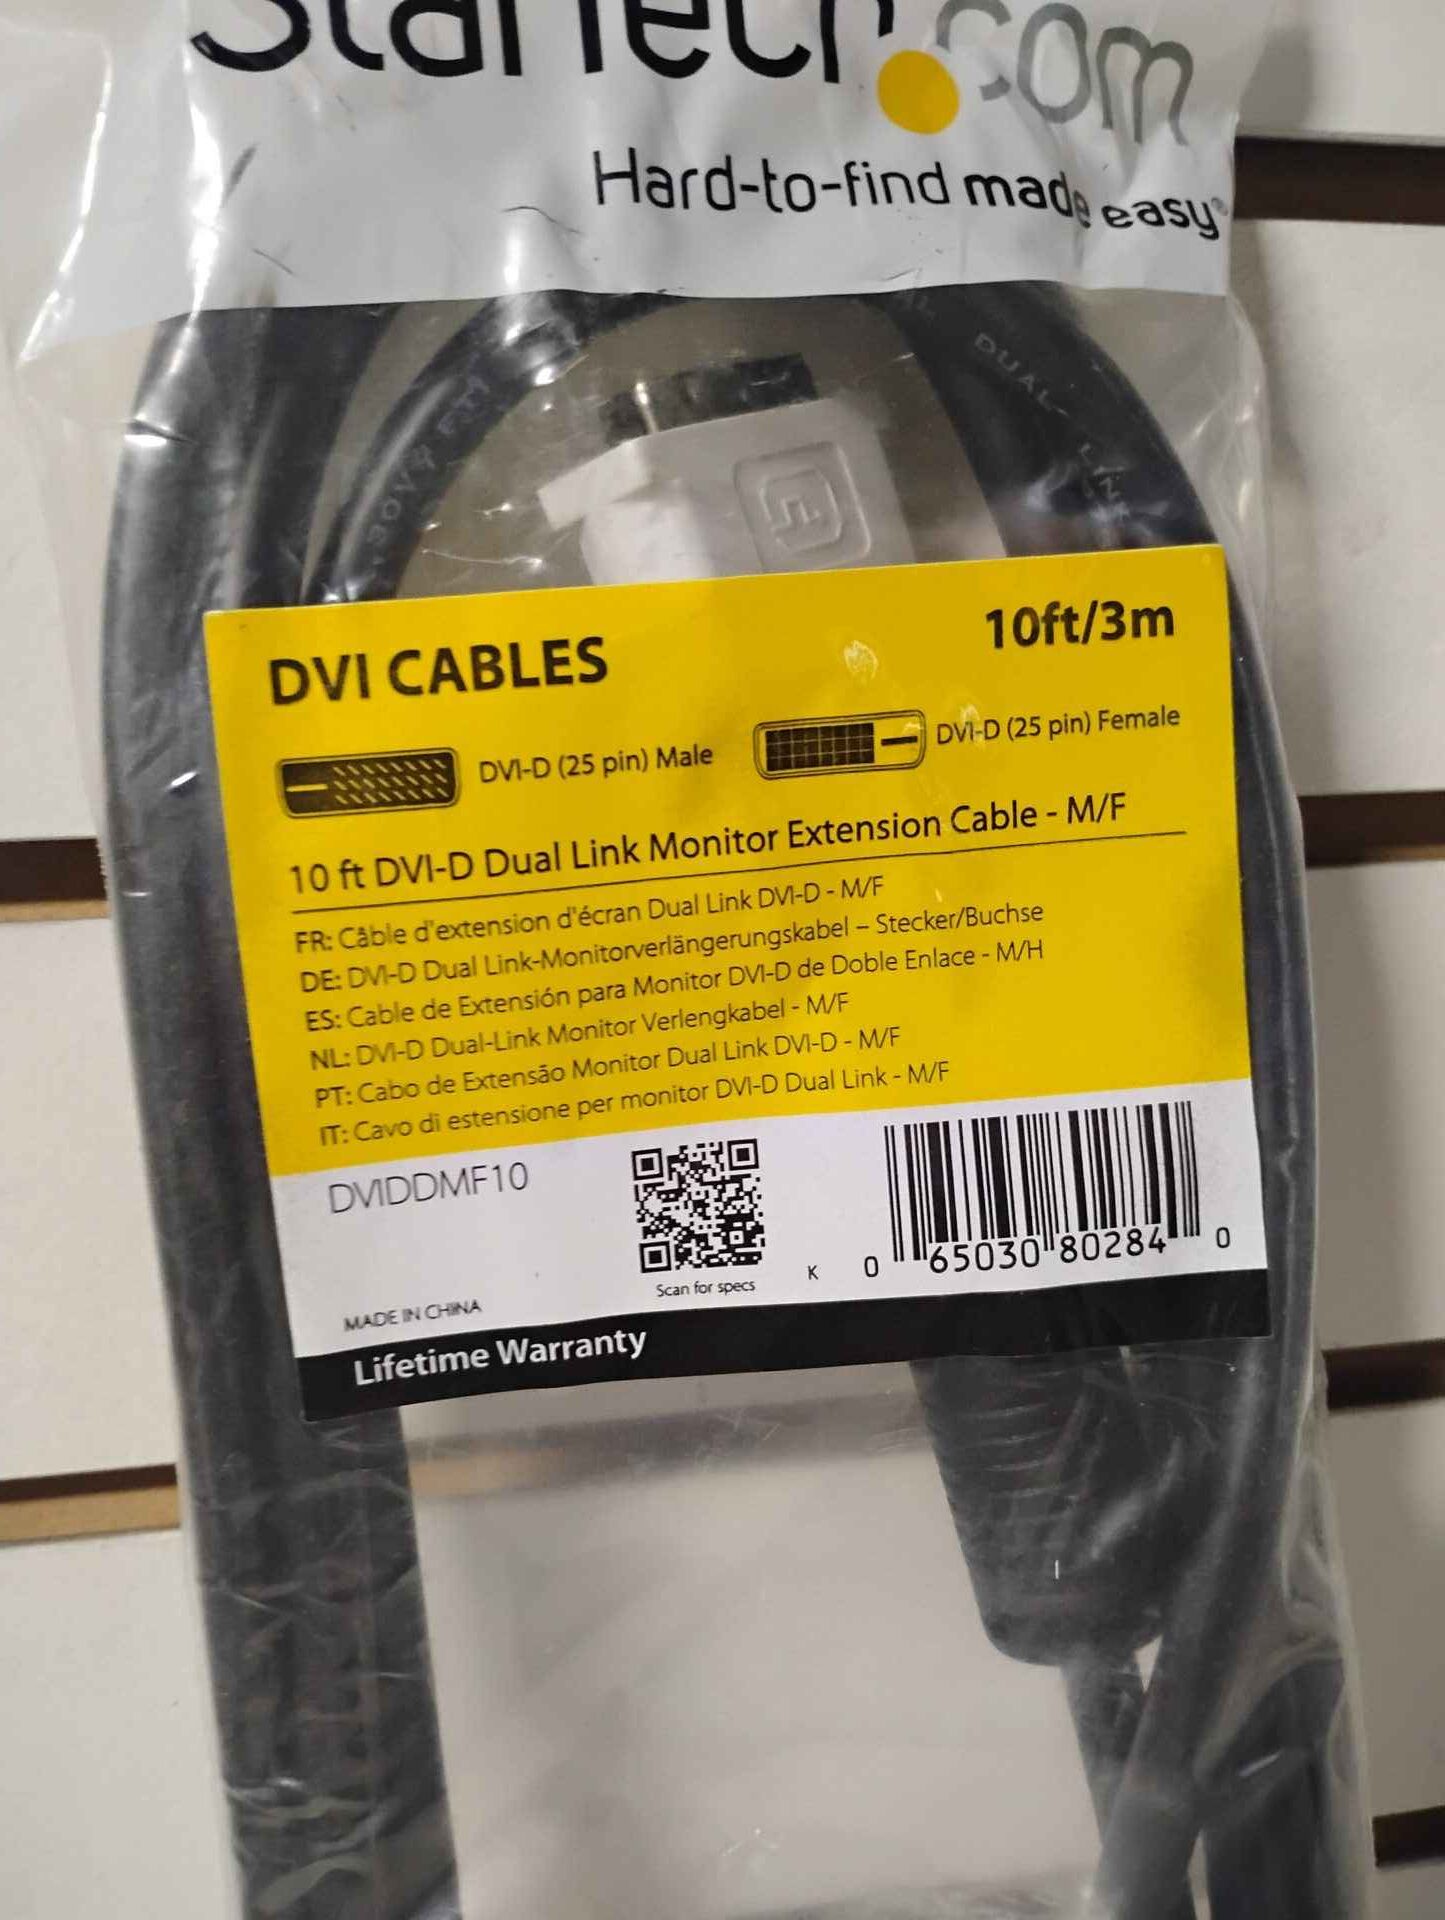 StarTech.com
Hard-to-find made easy®
DUAL LINK
DVI CABLES
10ft/3m
DVI-D (25 pin) Male
DVI-D (25 pin) Female
10 ft DVI-D Dual Link Monitor Extension Cable - M/F
FR: Câble d'extension d'écran Dual Link DVI-D - M/F
DE: DVI-D Dual Link-Monitorverlängerungskabel – Stecker/Buchse
ES: Cable de Extensión para Monitor DVI-D de Doble Enlace - M/H
NL: DVI-D Dual-Link Monitor Verlengkabel - M/F
PT: Cabo de Extensão Monitor Dual Link DVI-D - M/F
IT: Cavo di estensione per monitor DVI-D Dual Link - M/F
DVIDDMF10
Scan for specs
K
0 65030 80284 0
MADE IN CHINA
Lifetime Warranty